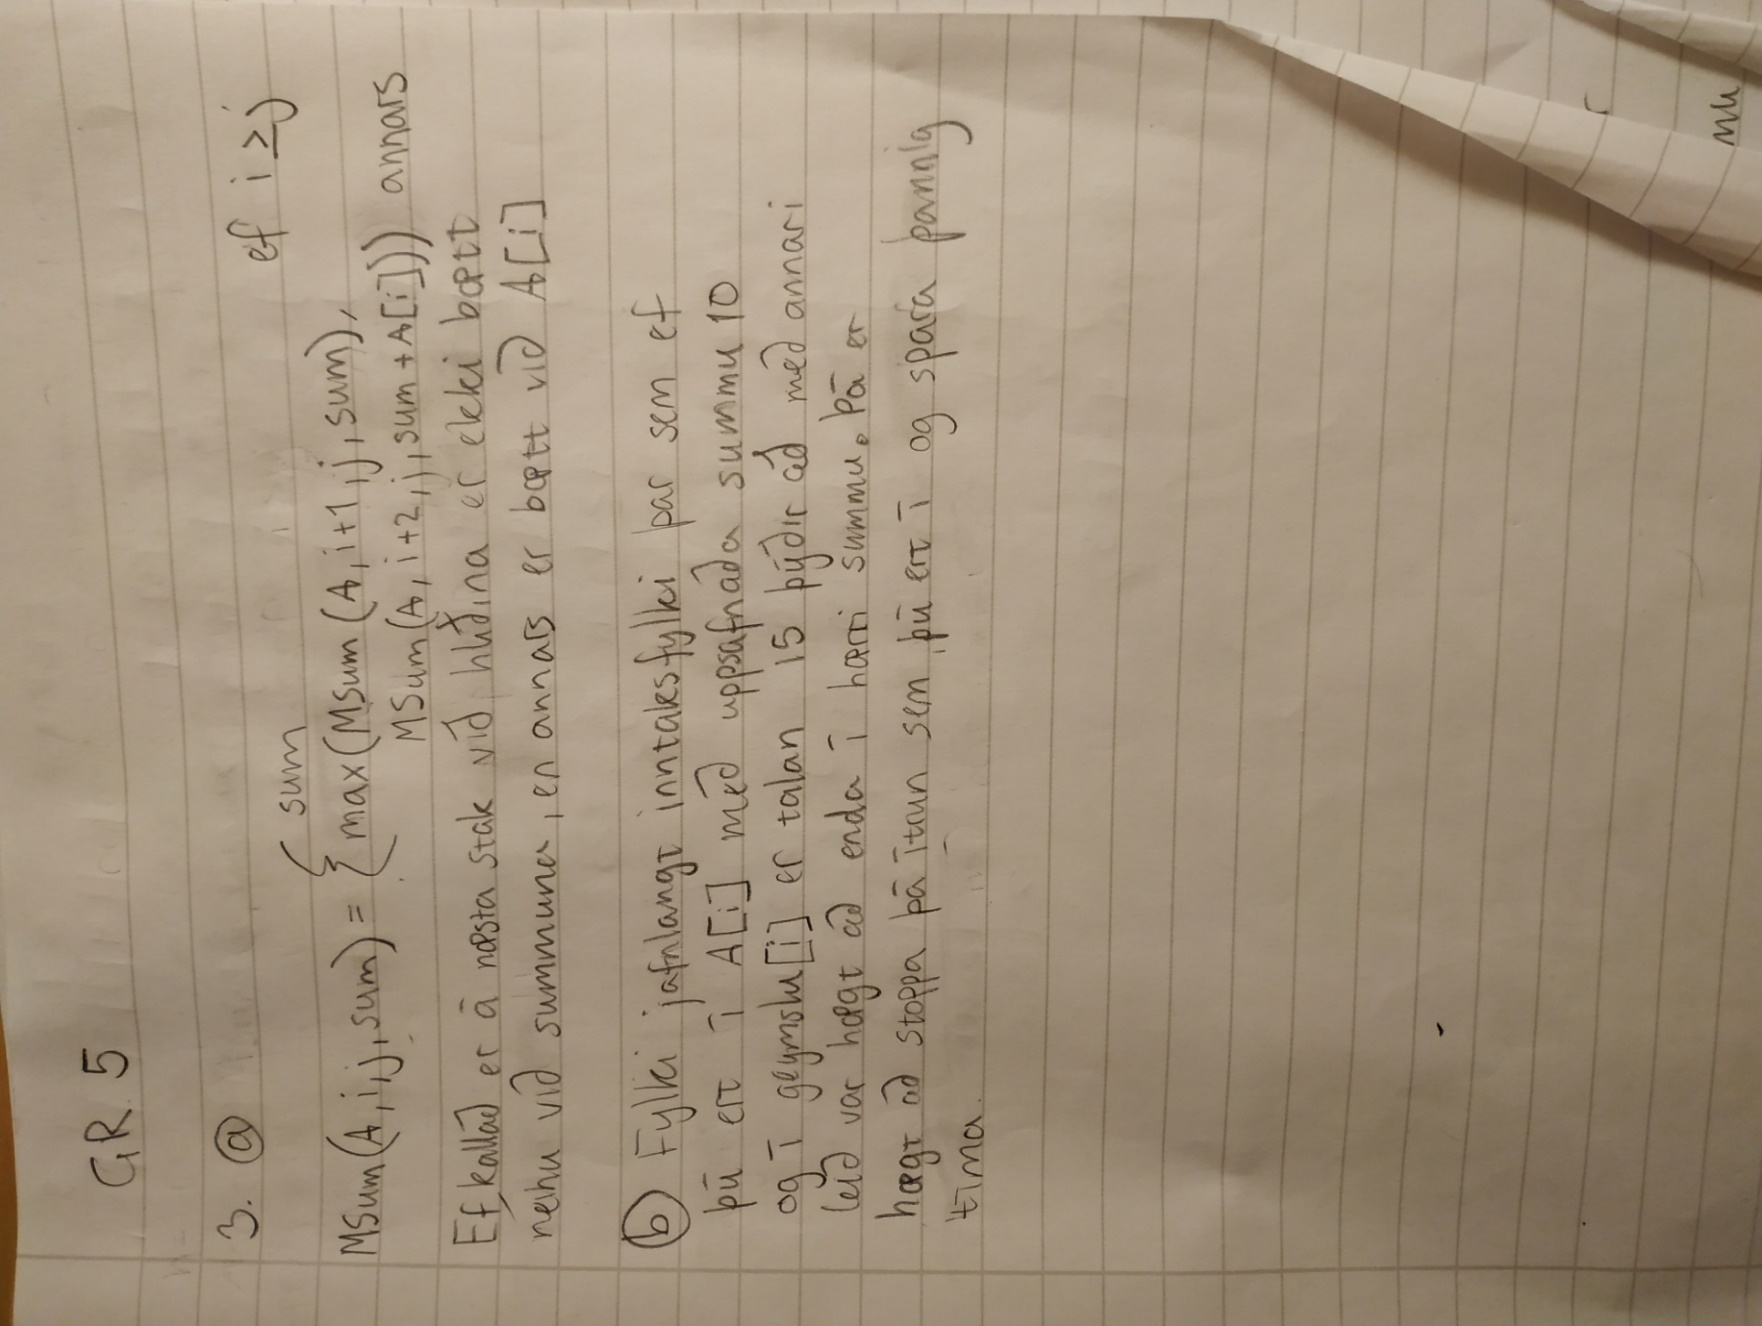 GR 5
3. ⓐ
MSum(A,i,j,sum) = { sum ef i ≥ j
max(MSum(A,i+1,j,sum),
MSum(A,i+2,j,sum+A[i])) annars
Ef kallað er á næsta stak við hliðina er ekki bætt
neinu við summuna, en annars er bætt við A[i]
ⓑ Fylki jafnlangt inntaksfylki þar sem ef
þú ert í A[i] með uppsafnaða summu 10
og í geymslu[i] er talan 15 þýðir að með annari
leið var hægt að enda í hærri summu. Þá er
hægt að stoppa þá ítrun sem þú ert í og spara þannig
tíma.